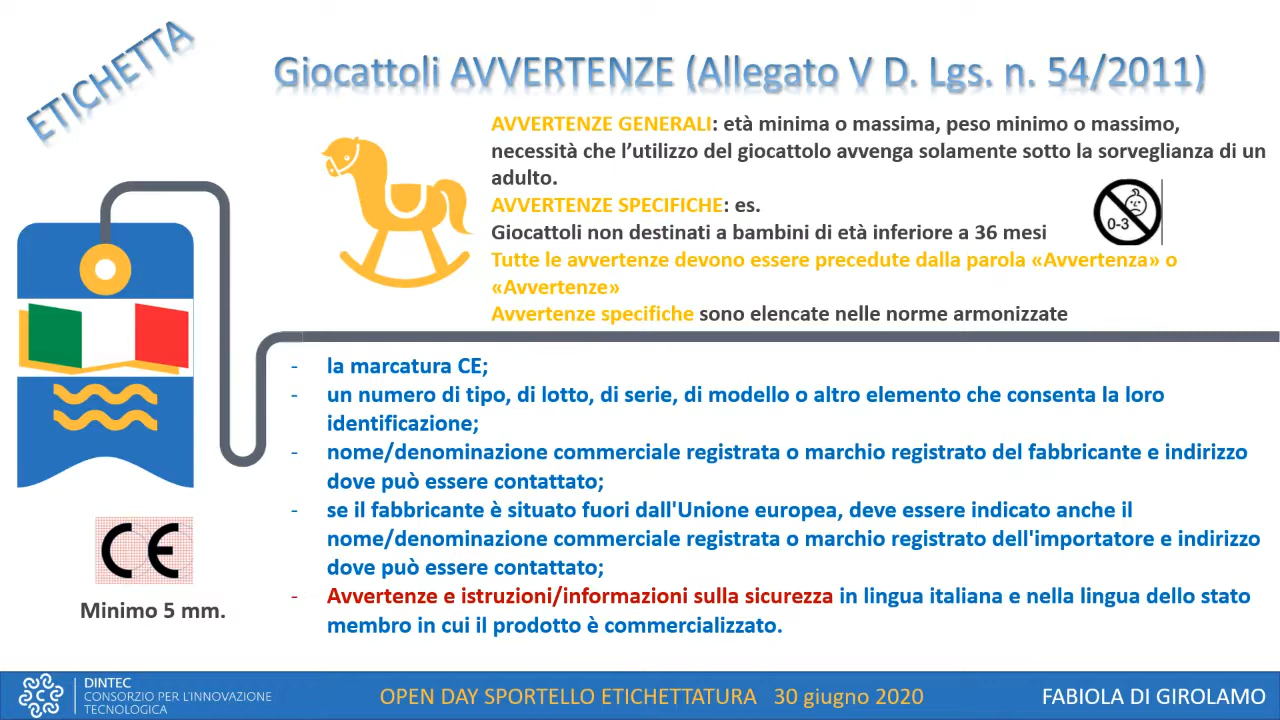 ETICHETTA
Giocattoli AVVERTENZE (Allegato V D. Lgs. n. 54/2011)
AVVERTENZE GENERALI: età minima o massima, peso minimo o massimo,
necessità che l’utilizzo del giocattolo avvenga solamente sotto la sorveglianza di un
adulto.
AVVERTENZE SPECIFICHE: es.
Giocattoli non destinati a bambini di età inferiore a 36 mesi
0-3
Tutte le avvertenze devono essere precedute dalla parola «Avvertenza» o
«Avvertenze»
Avvertenze specifiche sono elencate nelle norme armonizzate
- la marcatura CE;
- un numero di tipo, di lotto, di serie, di modello o altro elemento che consenta la loro
identificazione;
- nome/denominazione commerciale registrata o marchio registrato del fabbricante e indirizzo
dove può essere contattato;
- se il fabbricante è situato fuori dall'Unione europea, deve essere indicato anche il
nome/denominazione commerciale registrata o marchio registrato dell'importatore e indirizzo
dove può essere contattato;
- Avvertenze e istruzioni/informazioni sulla sicurezza in lingua italiana e nella lingua dello stato
membro in cui il prodotto è commercializzato.
CE
Minimo 5 mm.
DINTEC
CONSORZIO PER L'INNOVAZIONE
TECNOLOGICA
OPEN DAY SPORTELLO ETICHETTATURA 30 giugno 2020
FABIOLA DI GIROLAMO